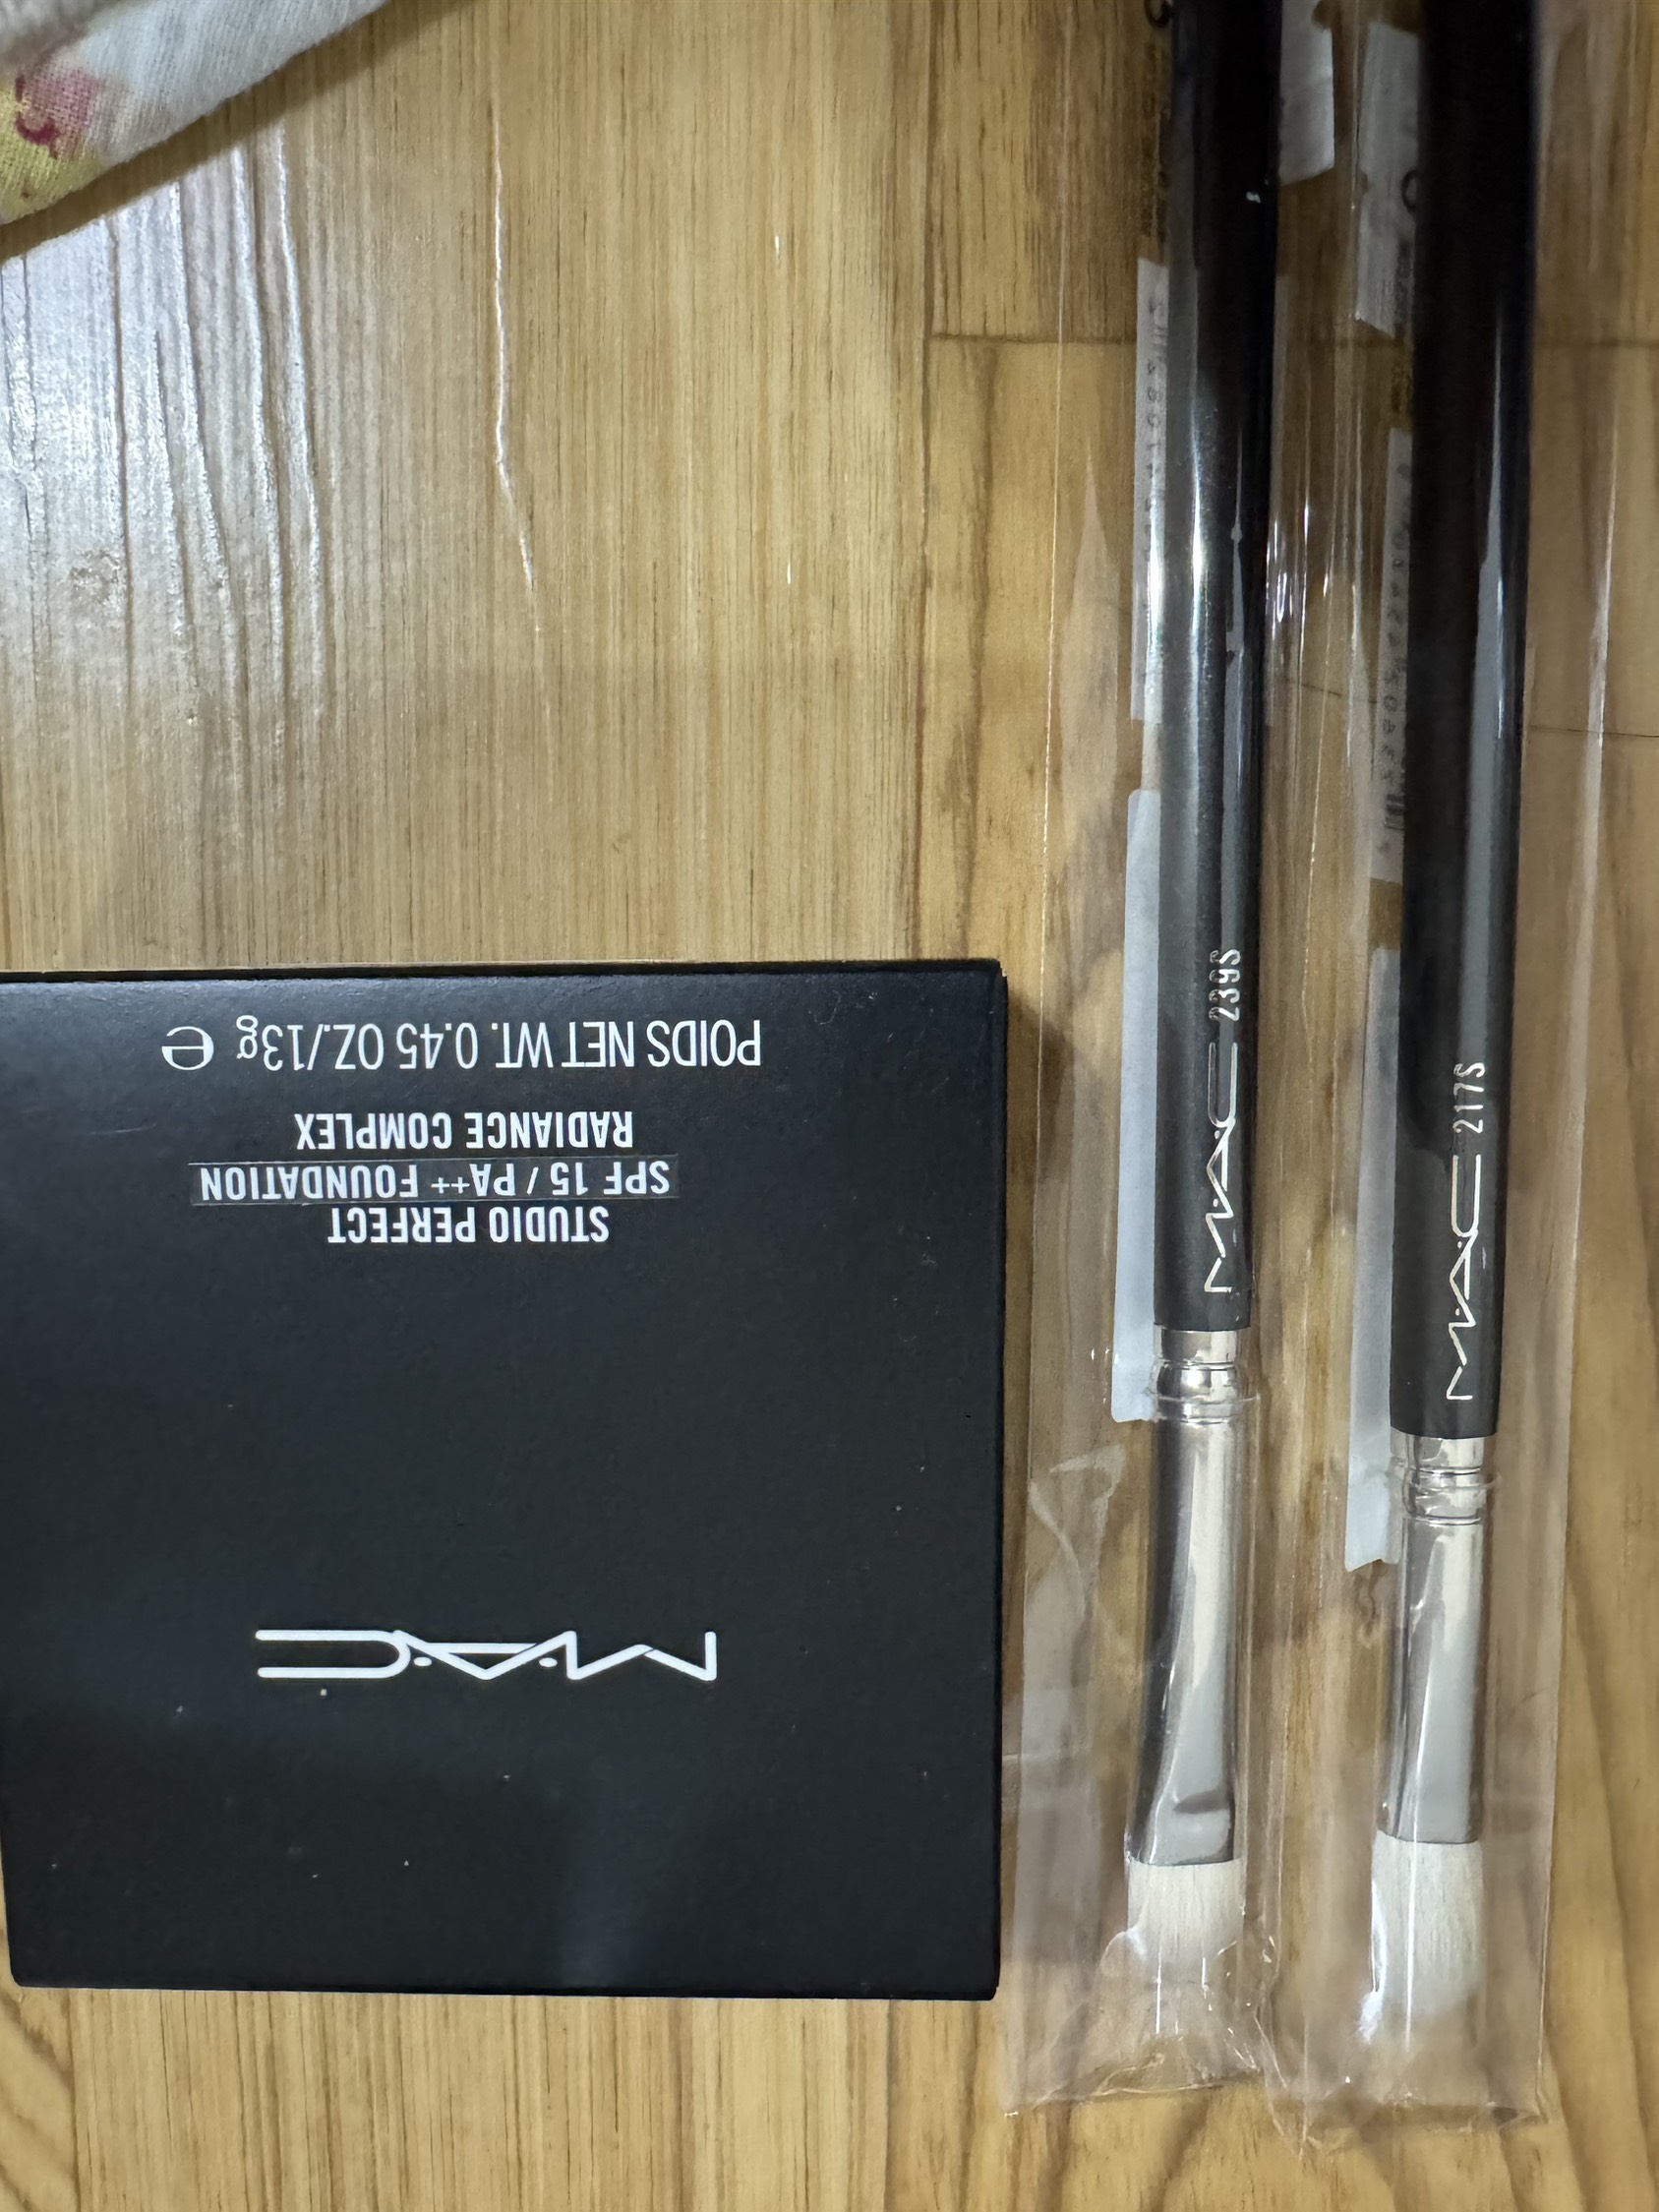 M·A·C
STUDIO PERFECT
SPF 15 / PA++ FOUNDATION
RADIANCE COMPLEX
POIDS NET WT. 0.45 OZ./13g ℮
M·A·C 239S
M·A·C 217S